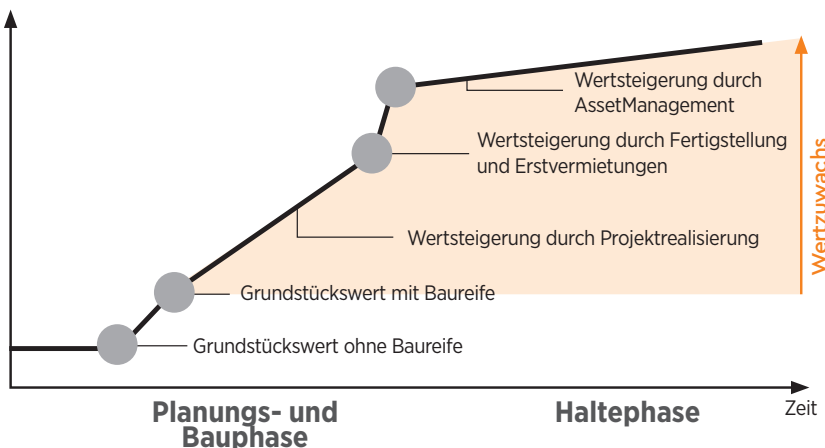 Wertsteigerung durch
AssetManagement
Wertsteigerung durch Fertigstellung
und Erstvermietungen
Wertsteigerung durch Projektrealisierung
Grundstückswert mit Baureife
Grundstückswert ohne Baureife
Wertzuwachs
Planungs- und
Bauphase
Haltephase
Zeit